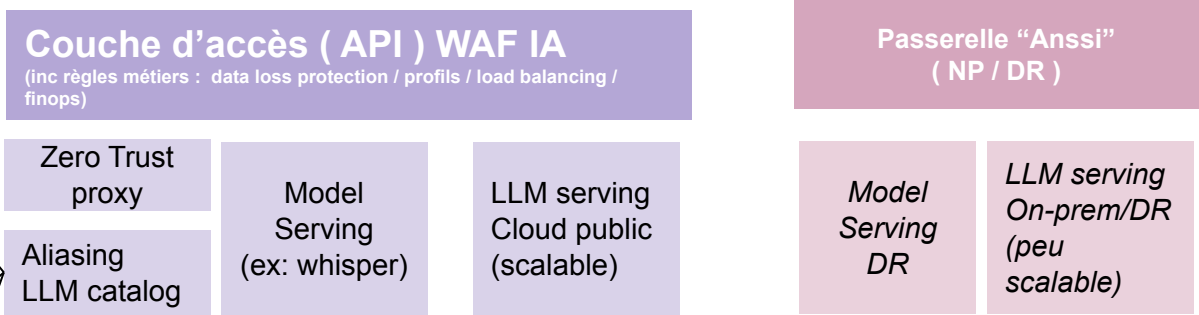 Couche d’accès ( API ) WAF IA
(inc règles métiers :  data loss protection / profils / load balancing /
finops)
Passerelle “Anssi”
( NP / DR )
Zero Trust
proxy
Aliasing
LLM catalog
Model
Serving
(ex: whisper)
LLM serving
Cloud public
(scalable)
Model
Serving
DR
LLM serving
On-prem/DR
(peu
scalable)